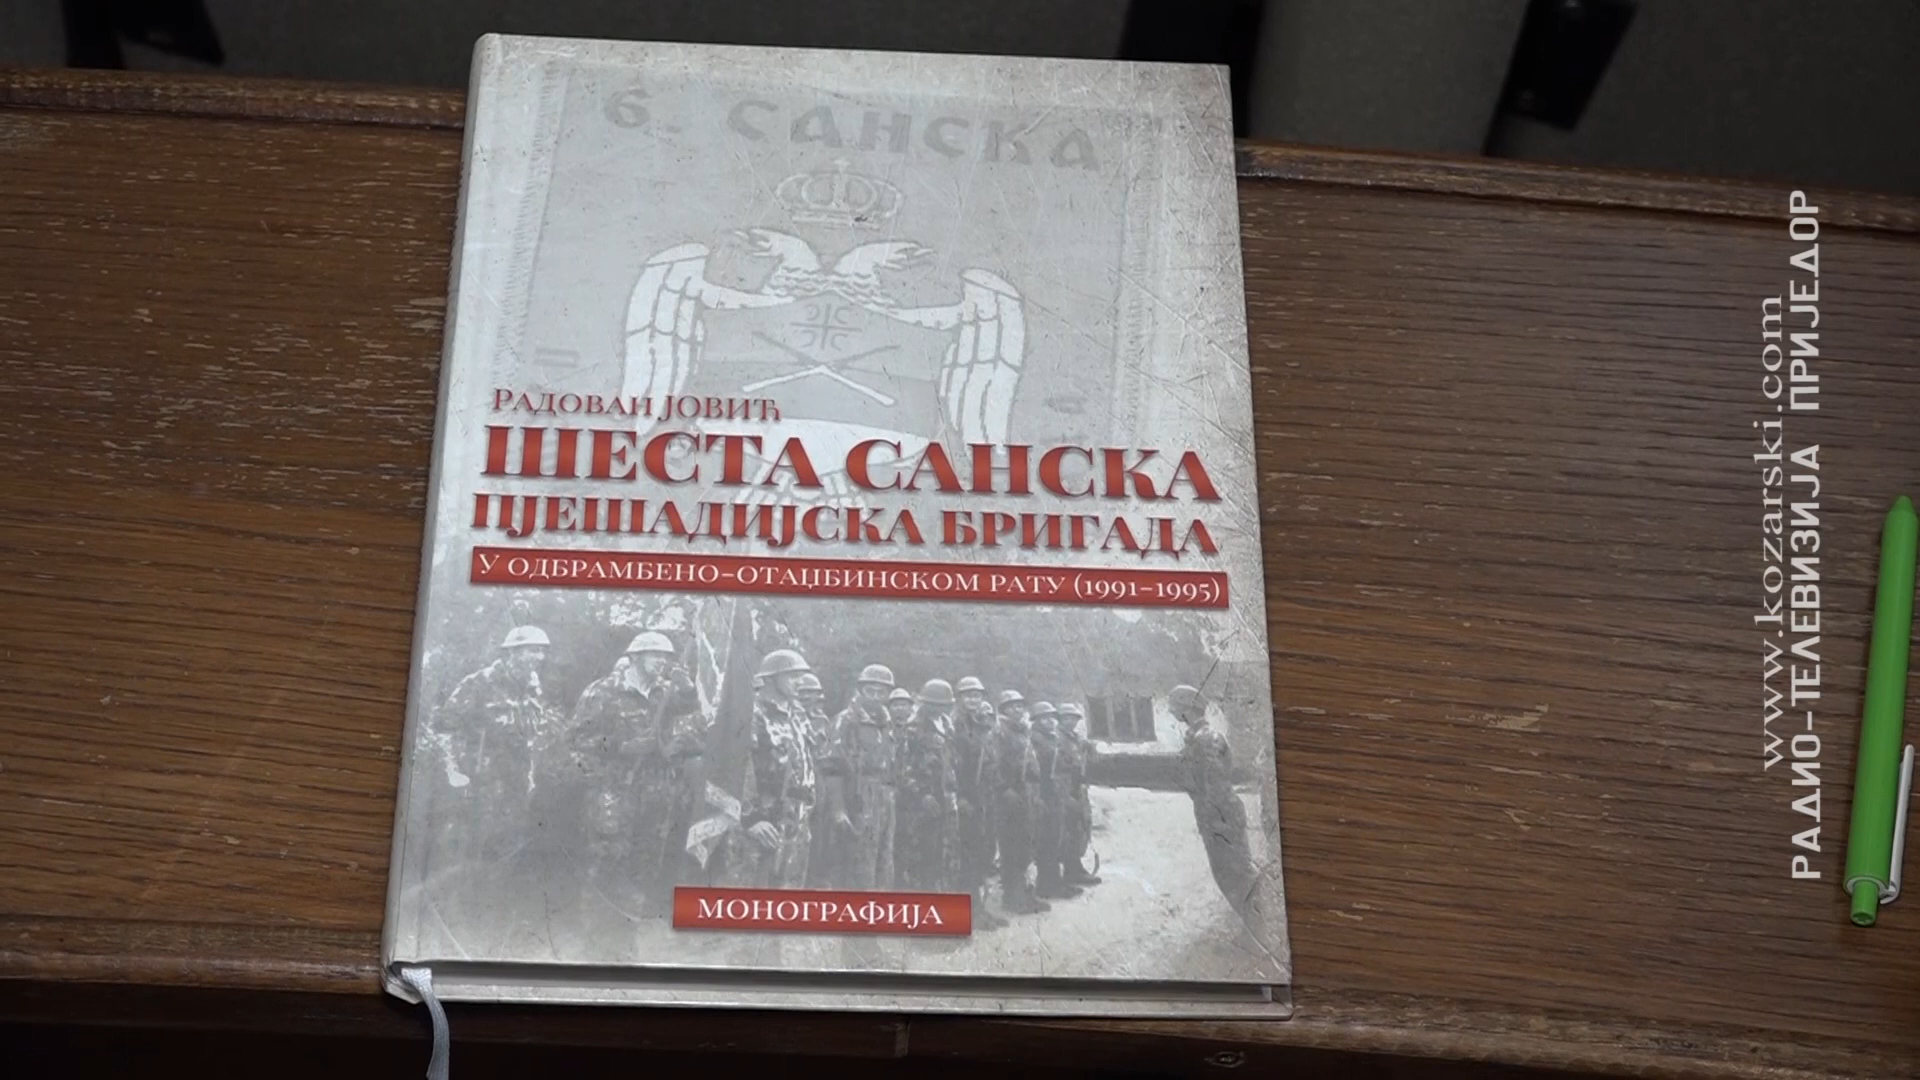 6. САНСКА
РАДОВАН ЈОВИЋ
ШЕСТА САНСКА
ПЈЕШАДИЈСКА БРИГАДА
У ОДБРАМБЕНО-ОТАЏБИНСКОМ РАТУ (1991-1995)
МОНОГРАФИЈА
www.kozarski.com
РАДИО-ТЕЛЕВИЗИЈА ПРИЈЕДОР